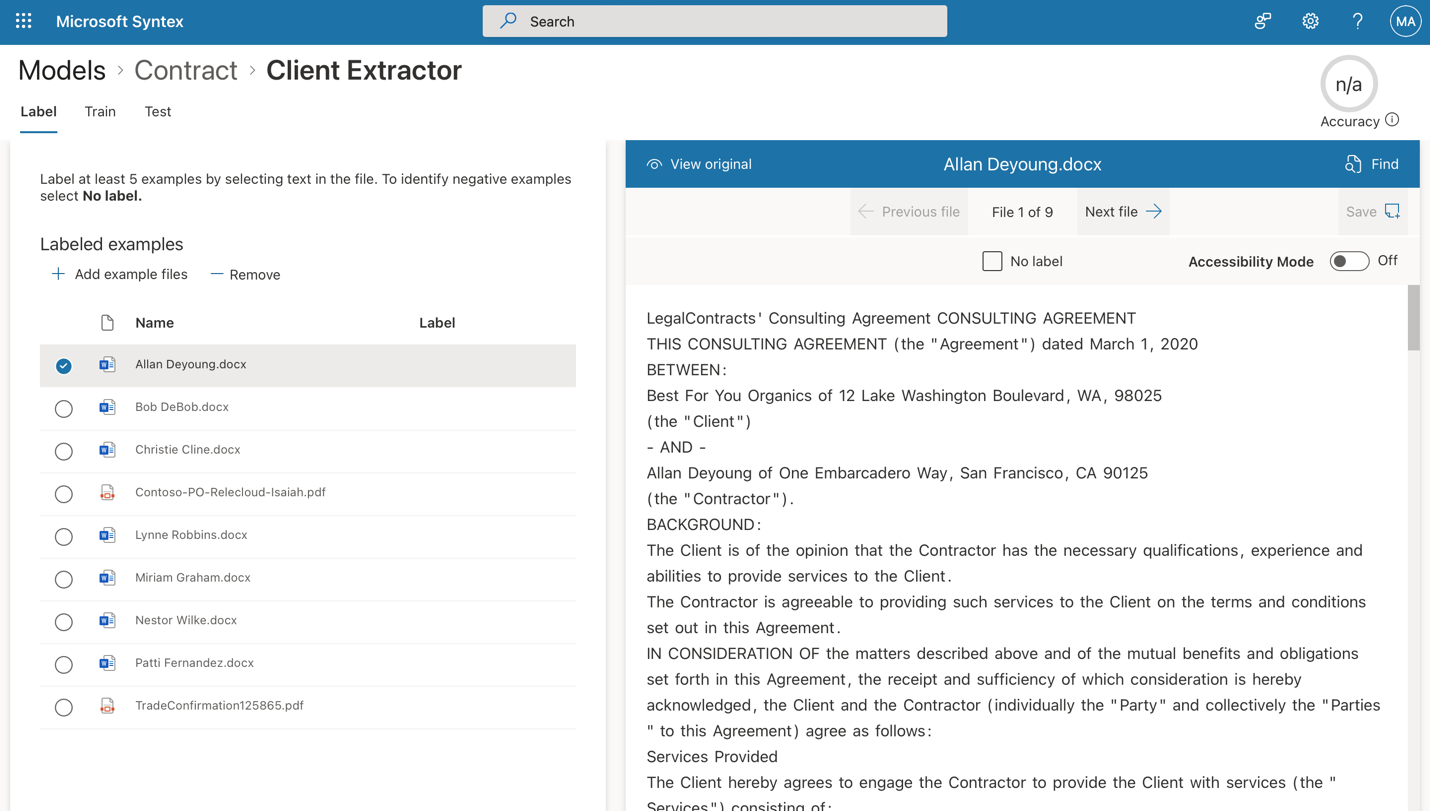 Microsoft Syntex
Search
MA
Models > Contract > Client Extractor
n/a
Accuracy
Label Train Test
Label at least 5 examples by selecting text in the file. To identify negative examples
select No label.
Labeled examples
+ Add example files — Remove
Name Label
Allan Deyoung.docx
Bob DeBob.docx
Christie Cline.docx
Contoso-PO-Relecloud-Isaiah.pdf
Lynne Robbins.docx
Miriam Graham.docx
Nestor Wilke.docx
Patti Fernandez.docx
TradeConfirmation125865.pdf
View original Allan Deyoung.docx Find
Previous file File 1 of 9 Next file Save
No label Accessibility Mode Off
LegalContracts' Consulting Agreement CONSULTING AGREEMENT
THIS CONSULTING AGREEMENT (the "Agreement") dated March 1, 2020
BETWEEN:
Best For You Organics of 12 Lake Washington Boulevard, WA, 98025
(the "Client")
- AND -
Allan Deyoung of One Embarcadero Way, San Francisco, CA 90125
(the "Contractor").
BACKGROUND:
The Client is of the opinion that the Contractor has the necessary qualifications, experience and
abilities to provide services to the Client.
The Contractor is agreeable to providing such services to the Client on the terms and conditions
set out in this Agreement.
IN CONSIDERATION OF the matters described above and of the mutual benefits and obligations
set forth in this Agreement, the receipt and sufficiency of which consideration is hereby
acknowledged, the Client and the Contractor (individually the "Party" and collectively the "Parties
" to this Agreement) agree as follows:
Services Provided
The Client hereby agrees to engage the Contractor to provide the Client with services (the "
Services") consisting of: